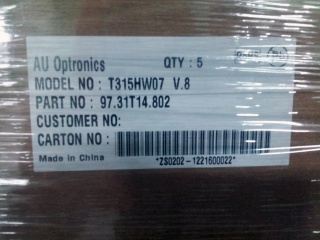 AU Optronics QTY : 5
MODEL NO : T315HW07 V.8
PART NO : 97.31T14.802
CUSTOMER NO:
CARTON NO :
Made in China *ZS0202-1221600022*